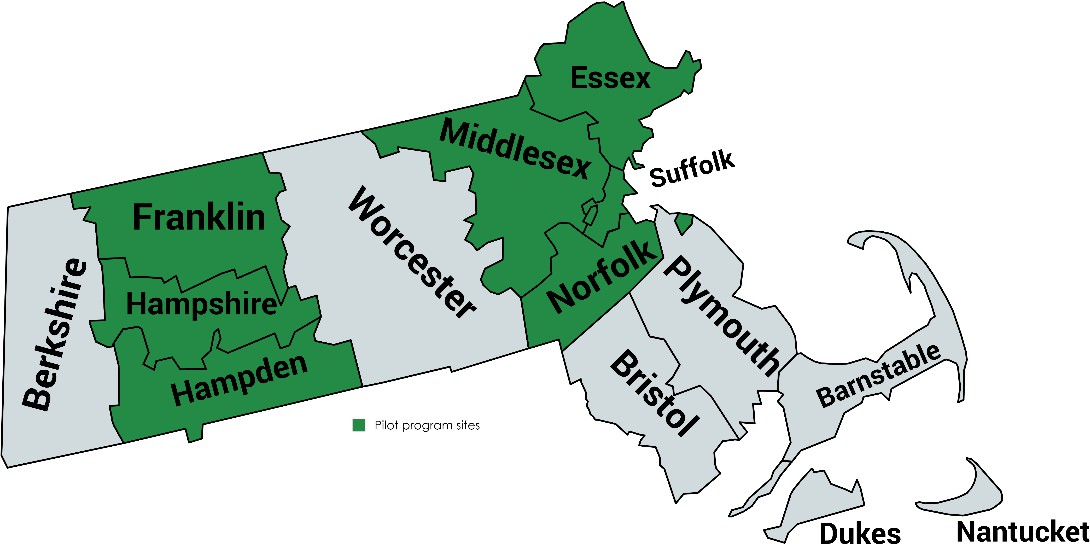 Essex
Middlesex
Suffolk
Franklin
Worcester
Norfolk
Berkshire
Hampshire
Plymouth
Hampden
Bristol
Barnstable
Pilot program sites
Dukes
Nantucket